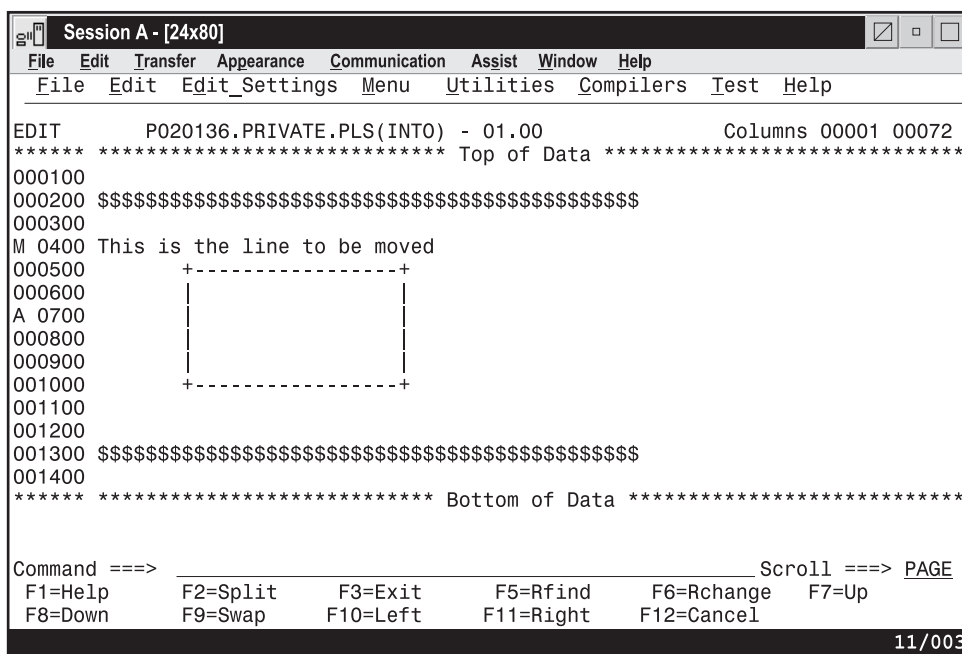 Session A - [24x80]
File Edit Transfer Appearance Communication Assist Window Help
File Edit Edit_Settings Menu Utilities Compilers Test Help
EDIT P020136.PRIVATE.PLS(INTO) - 01.00 Columns 00001 00072
****** ***************************** Top of Data ******************************
000100
000200 $$$$$$$$$$$$$$$$$$$$$$$$$$$$$$$$$$$$$$$$$$$$$
000300
M 0400 This is the line to be moved
000500 +-----------------+
000600 | |
A 0700 | |
000800 | |
000900 | |
001000 +-----------------+
001100
001200
001300 $$$$$$$$$$$$$$$$$$$$$$$$$$$$$$$$$$$$$$$$$$$$$
001400
****** **************************** Bottom of Data ****************************
Command ===> Scroll ===> PAGE
F1=Help F2=Split F3=Exit F5=Rfind F6=Rchange F7=Up
F8=Down F9=Swap F10=Left F11=Right F12=Cancel
11/003